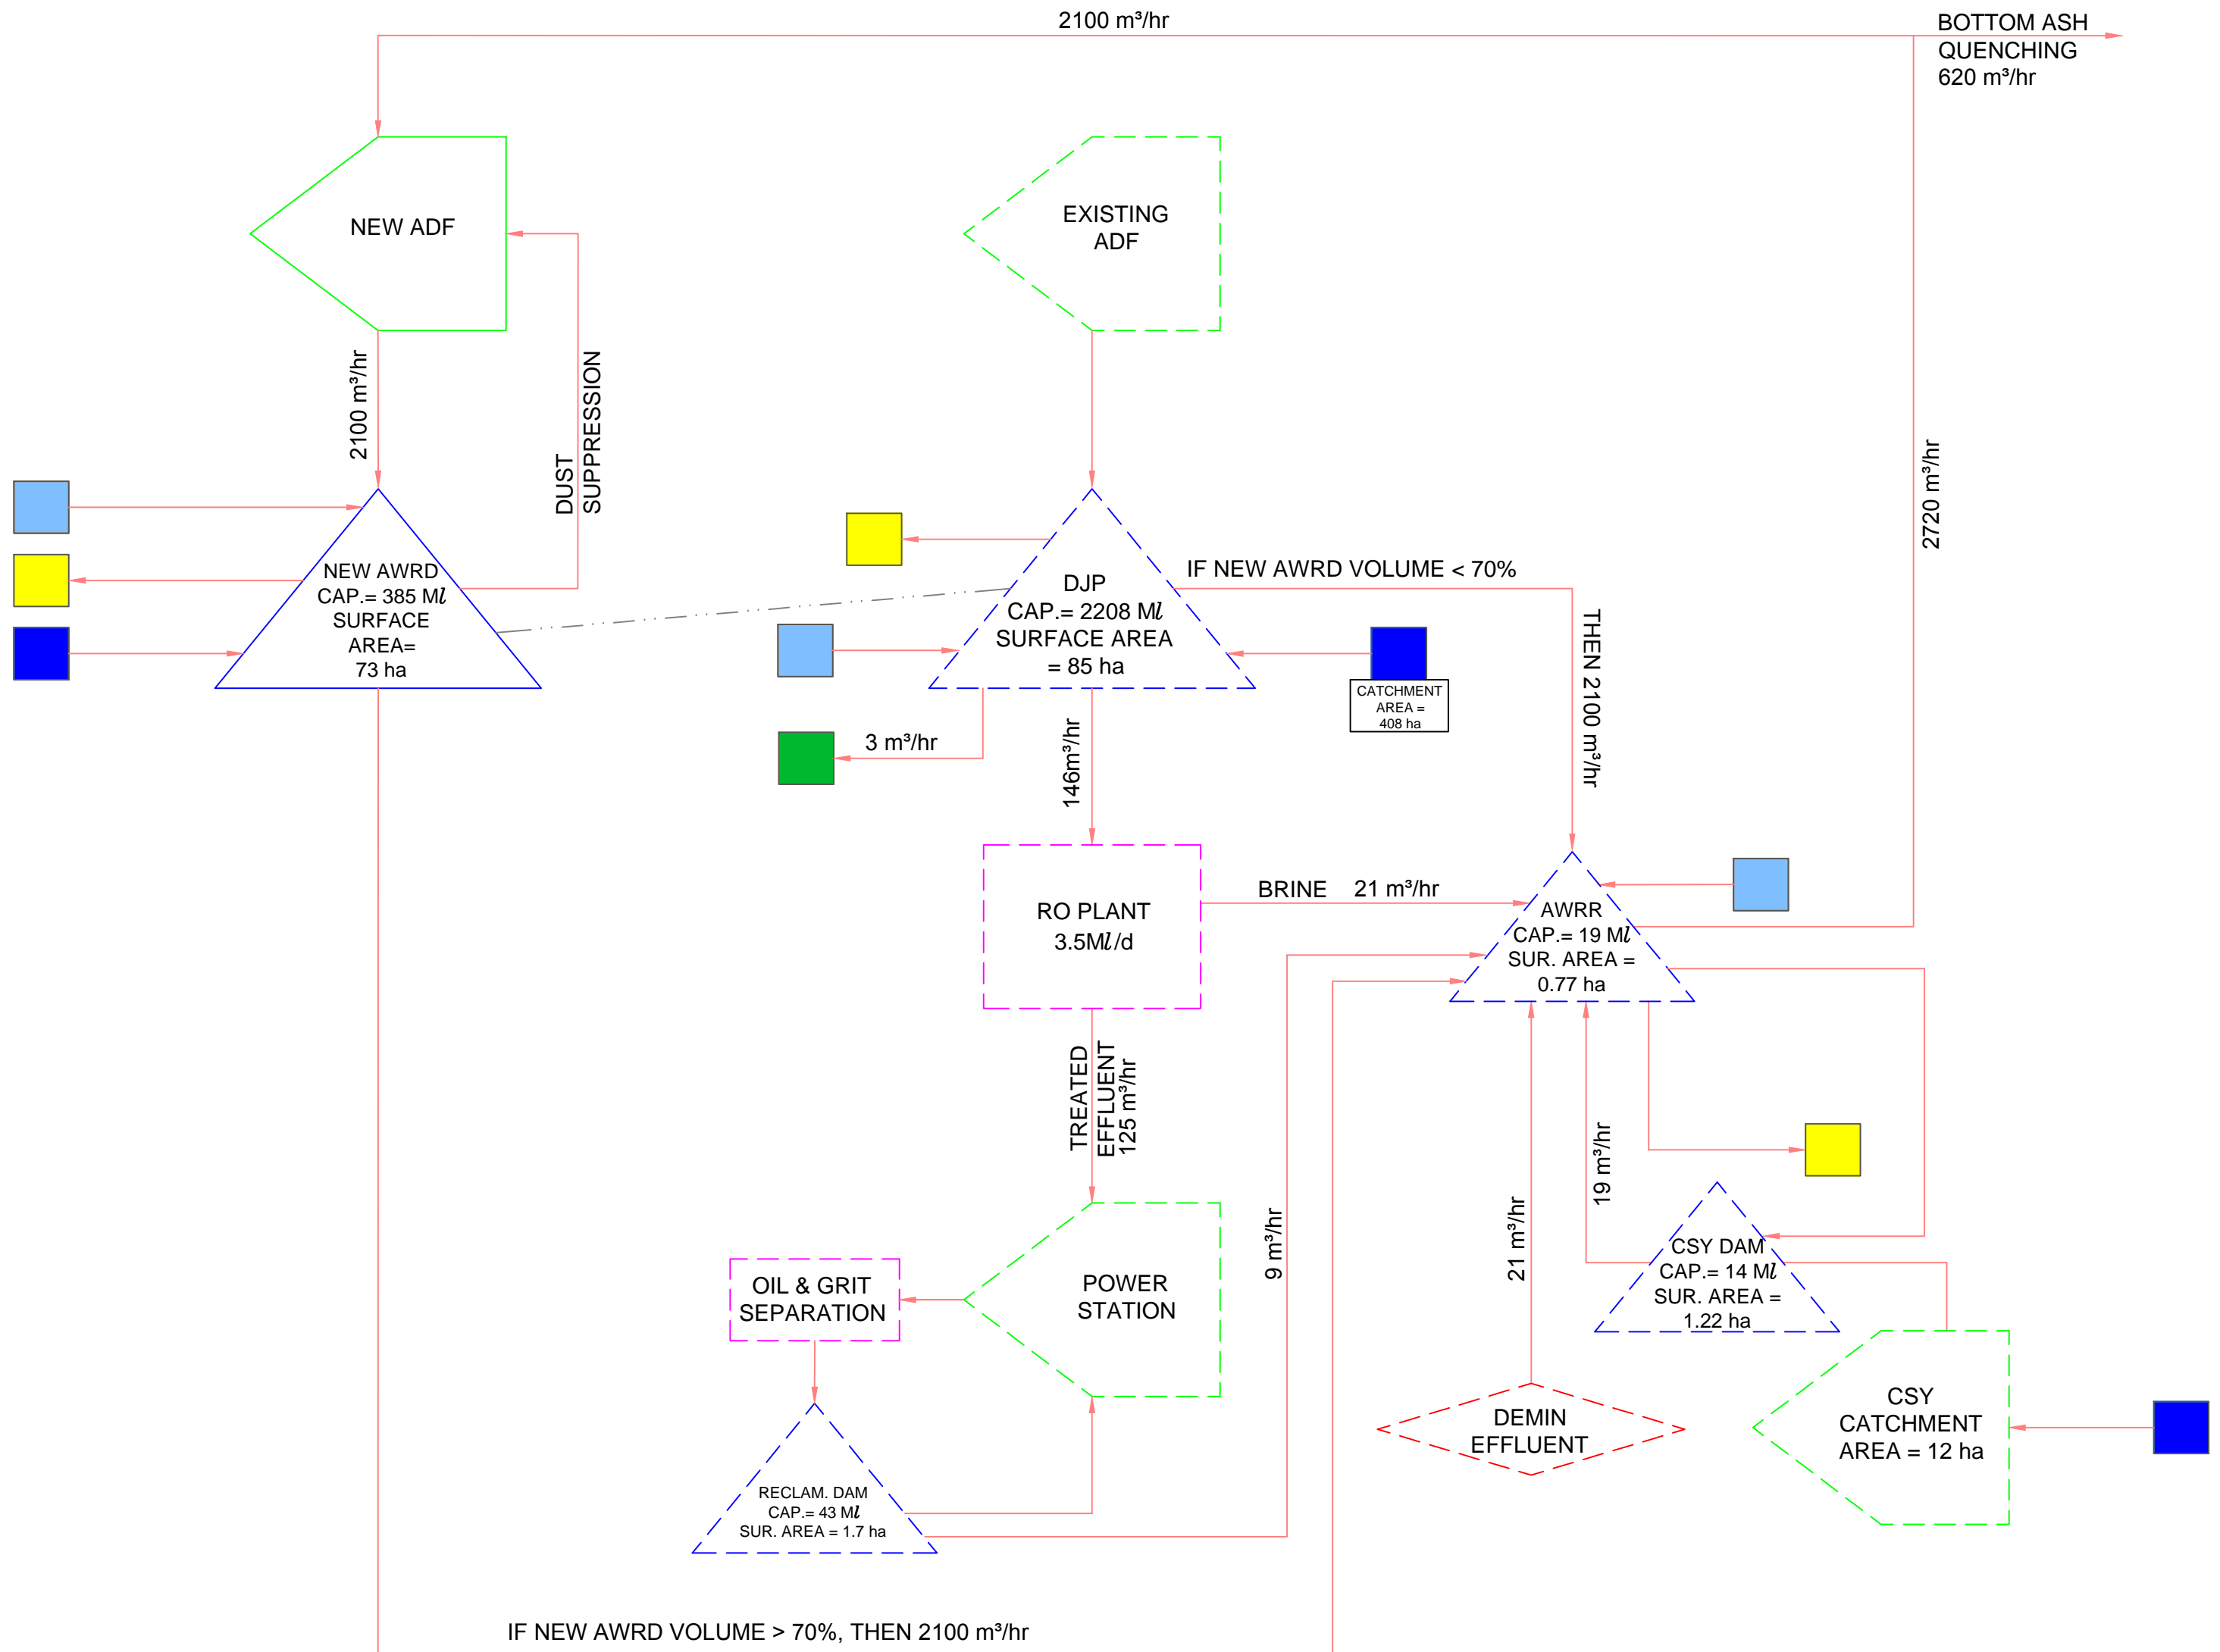 2100 m³/hr
BOTTOM ASH
QUENCHING
620 m³/hr
NEW ADF
EXISTING
ADF
2100 m³/hr
DUST
SUPPRESSION
2720 m³/hr
NEW AWRD
CAP.= 385 Ml
SURFACE
AREA=
73 ha
DJP
CAP.= 2208 Ml
SURFACE AREA
= 85 ha
IF NEW AWRD VOLUME < 70%
THEN 2100 m³/hr
CATCHMENT
AREA =
408 ha
3 m³/hr
146m³/hr
RO PLANT
3.5Ml/d
BRINE 21 m³/hr
AWRR
CAP.= 19 Ml
SUR. AREA =
0.77 ha
TREATED
EFFLUENT
125 m³/hr
9 m³/hr
21 m³/hr
19 m³/hr
CSY DAM
CAP.= 14 Ml
SUR. AREA =
1.22 ha
OIL & GRIT
SEPARATION
POWER
STATION
DEMIN
EFFLUENT
CSY
CATCHMENT
AREA = 12 ha
RECLAM. DAM
CAP.= 43 Ml
SUR. AREA = 1.7 ha
IF NEW AWRD VOLUME > 70%, THEN 2100 m³/hr